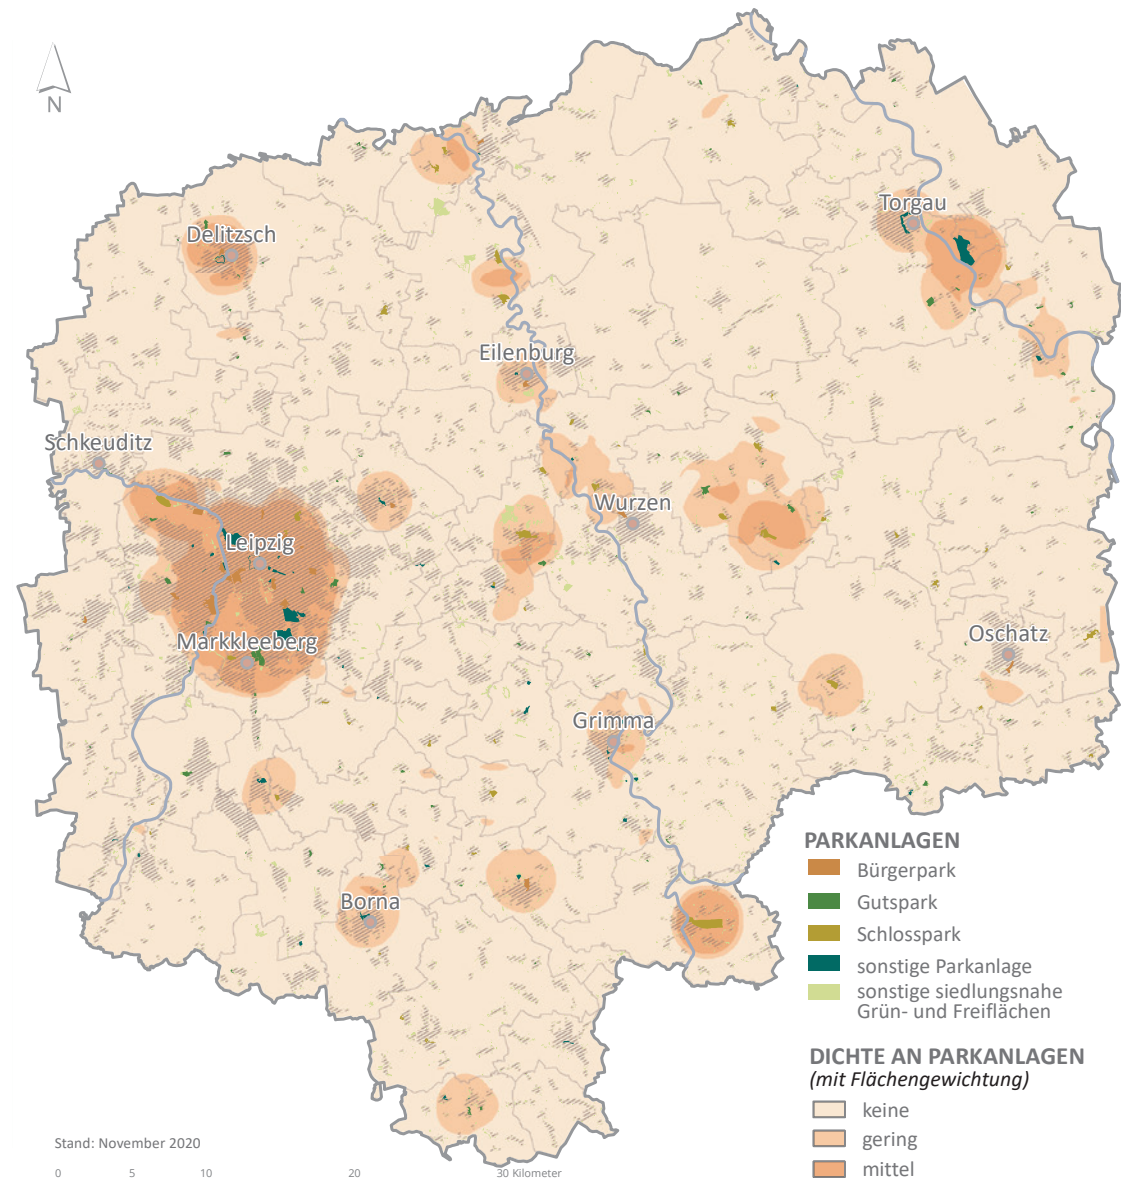 N
Torgau
Delitzsch
Eilenburg
Schkeuditz
Wurzen
Leipzig
Oschatz
Markkleeberg
Grimma
Borna
PARKANLAGEN
Bürgerpark
Gutspark
Schlosspark
sonstige Parkanlage
sonstige siedlungsnahe
Grün- und Freiflächen
DICHTE AN PARKANLAGEN
(mit Flächengewichtung)
keine
gering
mittel
Stand: November 2020
0 5 10 20 30 Kilometer